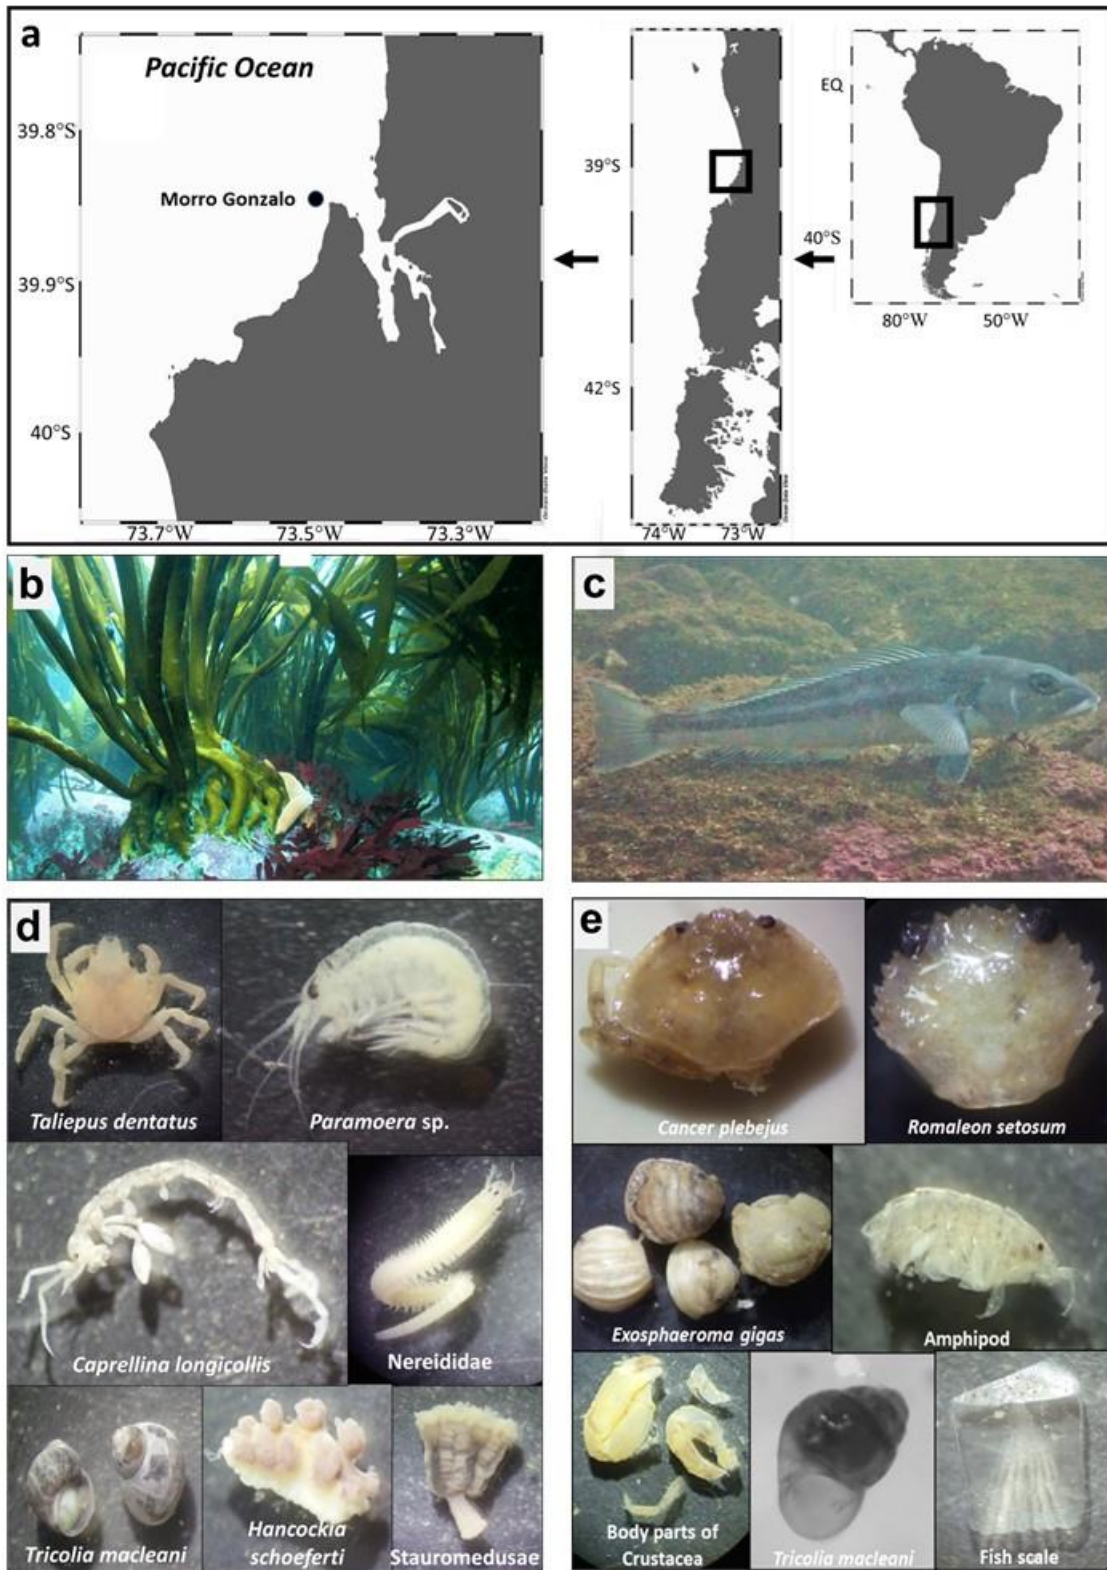 a
Pacific Ocean
39.8°S
Morro Gonzalo
39.9°S
40°S
73.7°W
73.5°W
73.3°W
39°S
42°S
74°W
73°W
EQ
40°S
80°W
50°W
b
c
d
Taliepus dentatus
Paramoera sp.
Caprellina longicollis
Nereididae
Tricolia macleani
Hancockia
schoeferti
Stauromedusae
e
Cancer plebejus
Romaleon setosum
Exosphaeroma gigas
Amphipod
Body parts of
Crustacea
Tricolia macleani
Fish scale